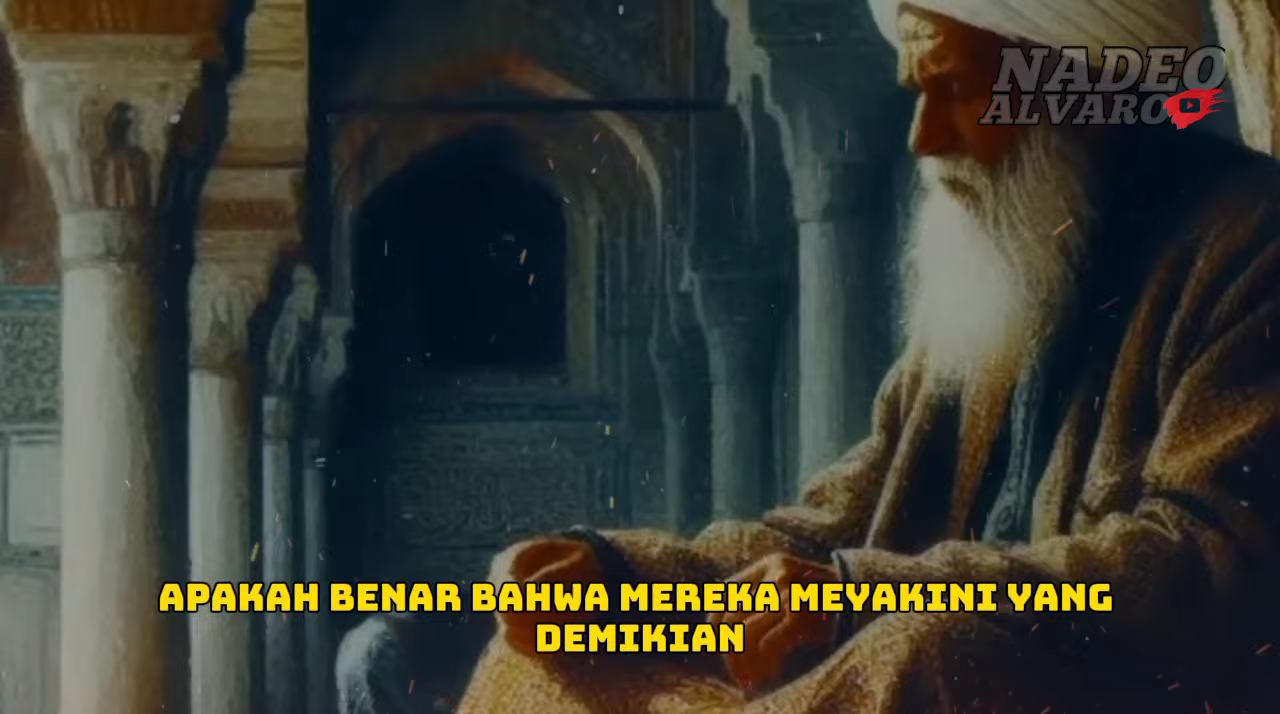 NADEO
ALVARO
APAKAH BENAR BAHWA MEREKA MEYAKINI YANG
DEMIKIAN